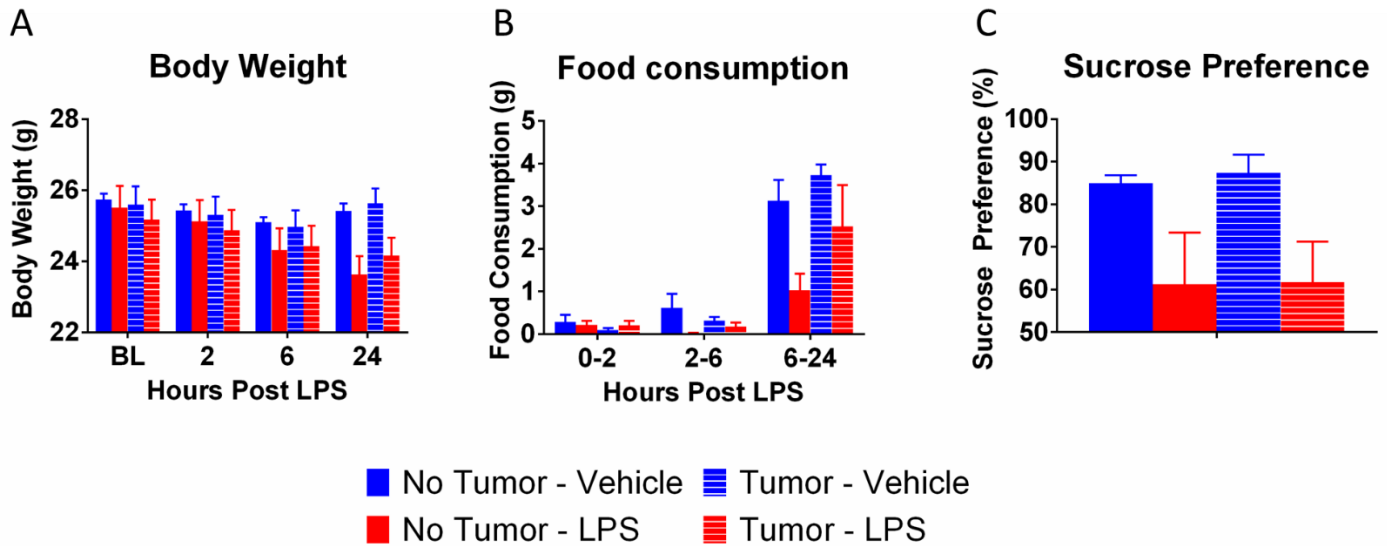 A
Body Weight
Body Weight (g)
28
26
24
22
BL 2 6 24
Hours Post LPS
B
Food consumption
Food Consumption (g)
5
4
3
2
1
0
0-2 2-6 6-24
Hours Post LPS
C
Sucrose Preference
Sucrose Preference (%)
100
90
80
70
60
50
No Tumor - Vehicle Tumor - Vehicle
No Tumor - LPS Tumor - LPS